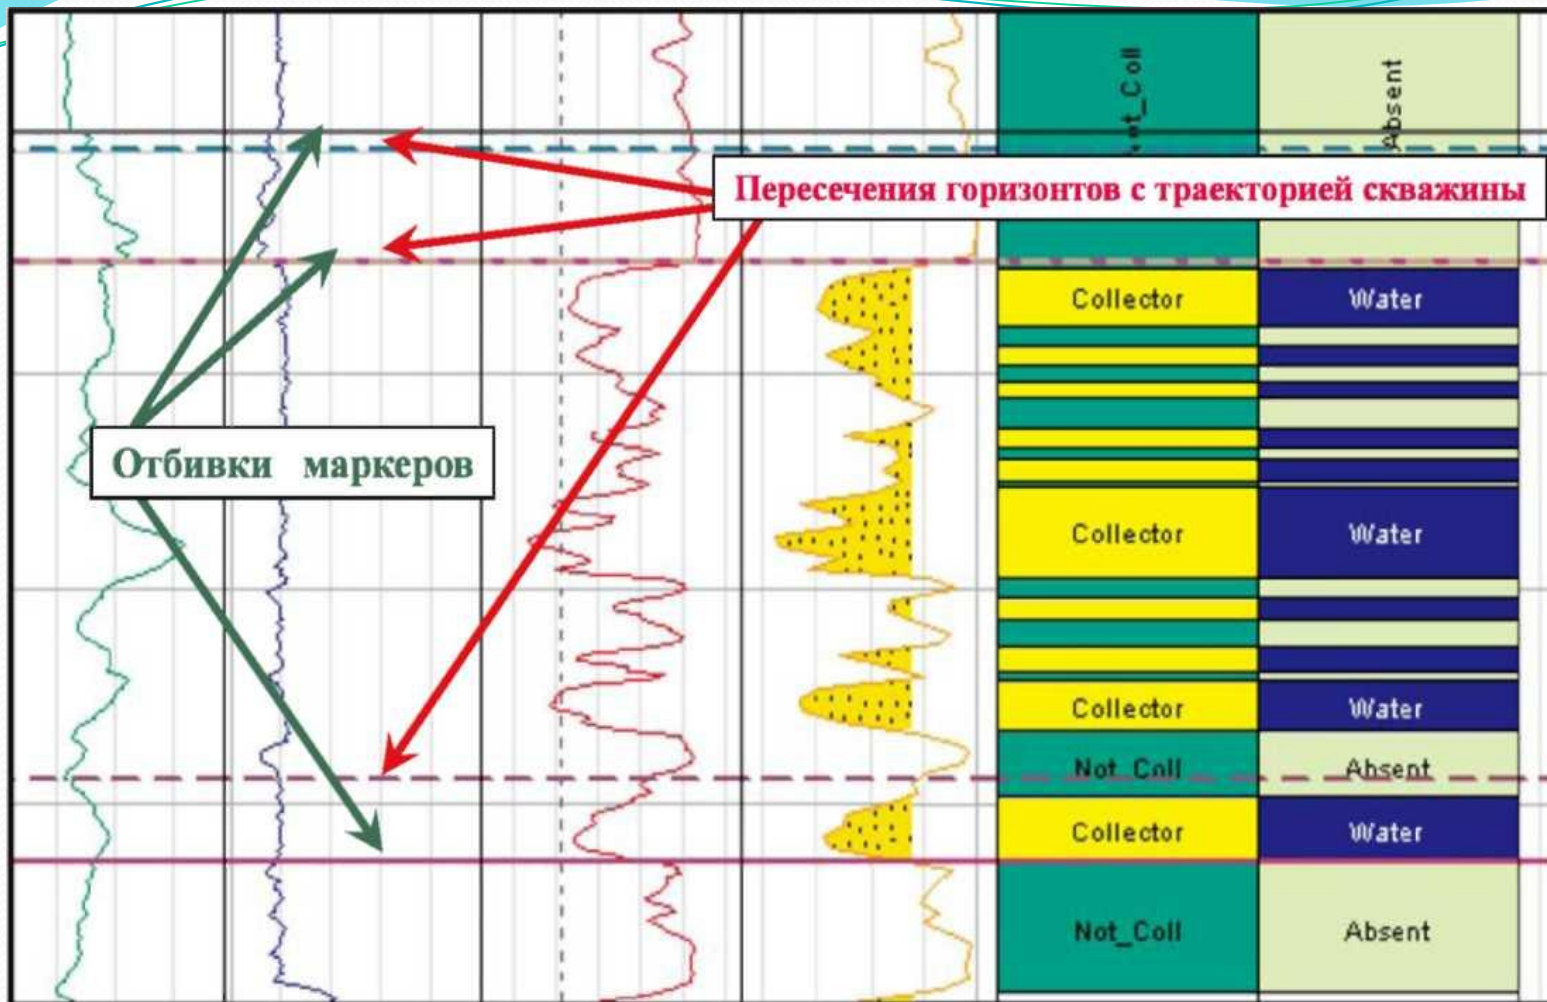 Not_Coll
Absent
Пересечения горизонтов с траекторией скважины
Collector Water
Отбивки маркеров
Collector Water
Collector Water
Not_Coll Absent
Collector Water
Not_Coll Absent